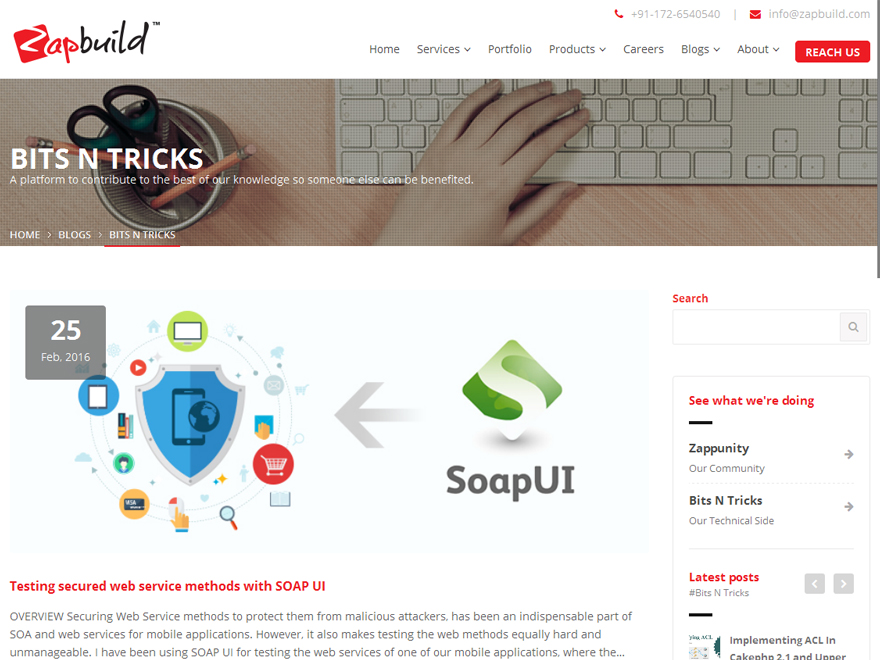 +91-172-6540540 | info@zapbuild.com
Zapbuild™
Home Services Portfolio Products Careers Blogs About REACH US
BITS N TRICKS
A platform to contribute to the best of our knowledge so someone else can be benefited.
HOME > BLOGS > BITS N TRICKS
25
Feb, 2016
VISA
SoapUI
Testing secured web service methods with SOAP UI
OVERVIEW Securing Web Service methods to protect them from malicious attackers, has been an indispensable part of
SOA and web services for mobile applications. However, it also makes testing the web methods equally hard and
unmanageable. I have been using SOAP UI for testing the web services of one of our mobile applications, where the...
Search
See what we're doing
Zappunity
Our Community
Bits N Tricks
Our Technical Side
Latest posts
#Bits N Tricks
Implementing ACL In
Cakephp 2.1 and Upper